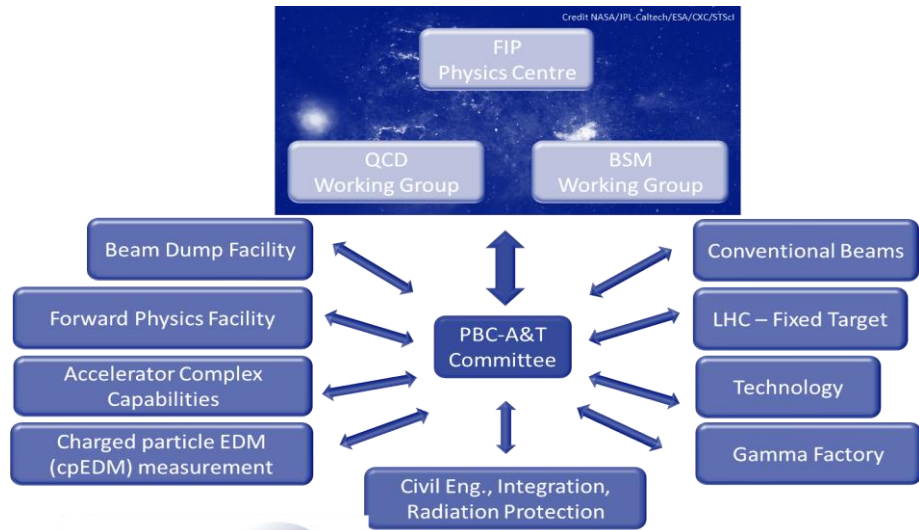 Credit NASA/JPL-Caltech/ESA/CXC/STScI
FIP
Physics Centre
QCD
Working Group
BSM
Working Group
Beam Dump Facility
Conventional Beams
Forward Physics Facility
PBC-A&T
Committee
LHC – Fixed Target
Accelerator Complex
Capabilities
Technology
Charged particle EDM
(cpEDM) measurement
Gamma Factory
Civil Eng., Integration,
Radiation Protection